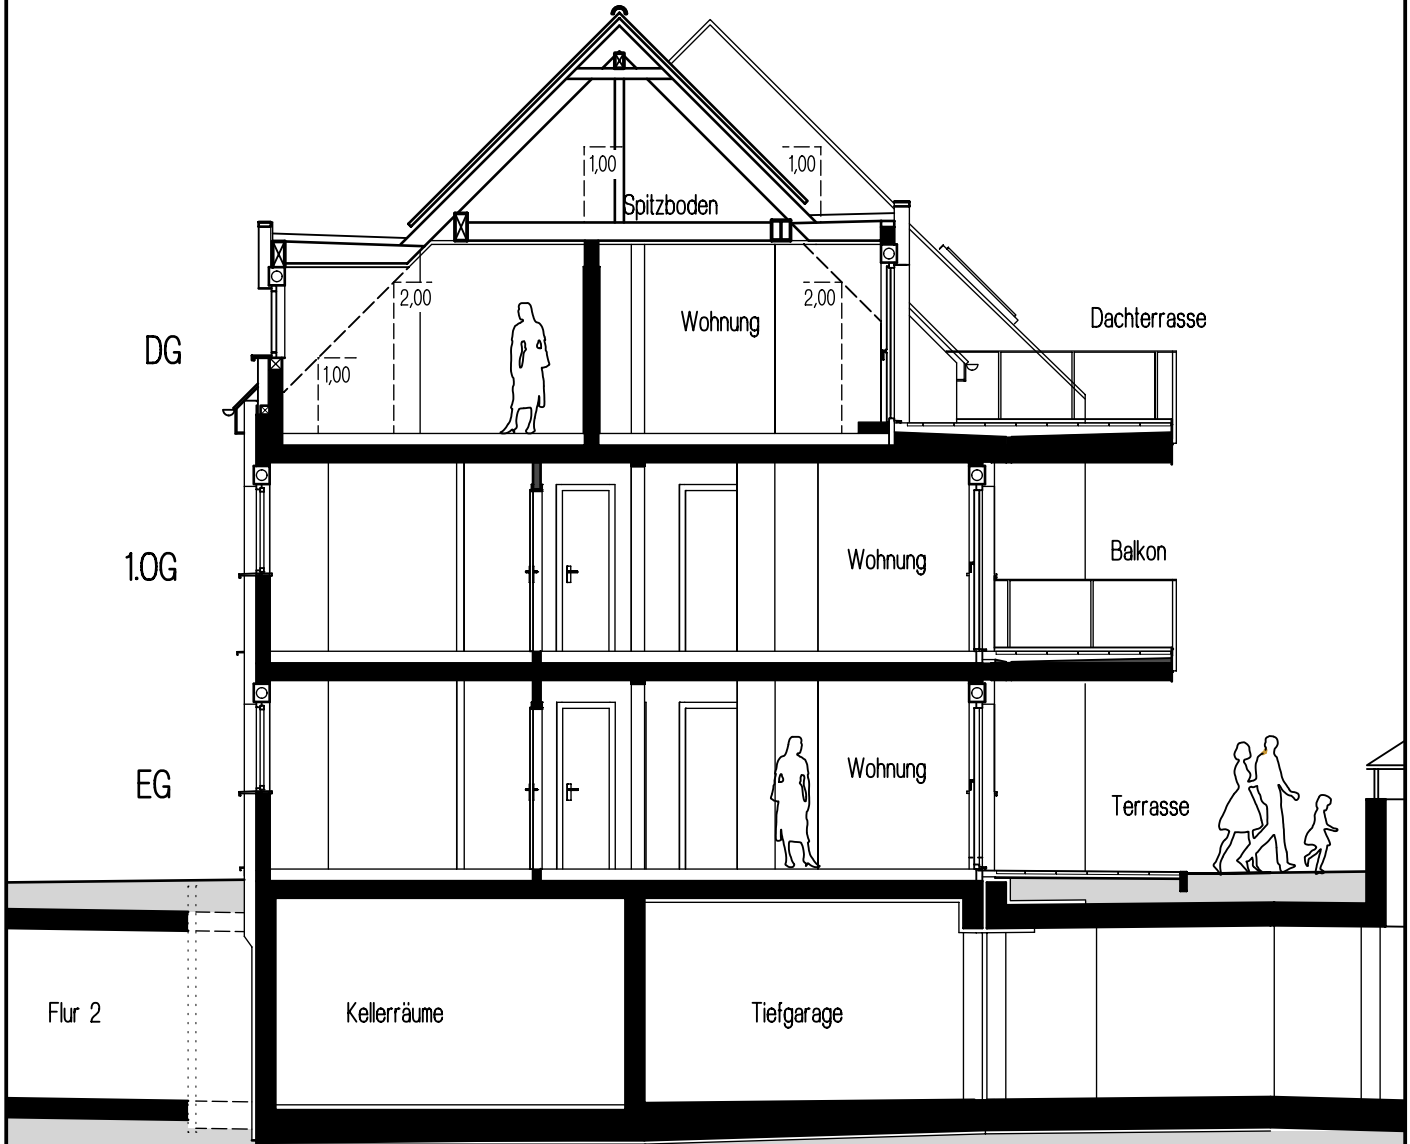 1,00
1,00
Spitzboden
2,00
2,00
Wohnung
Dachterrasse
DG
1,00
Balkon
1.OG
Wohnung
Wohnung
EG
Terrasse
Flur 2
Kellerräume
Tiefgarage